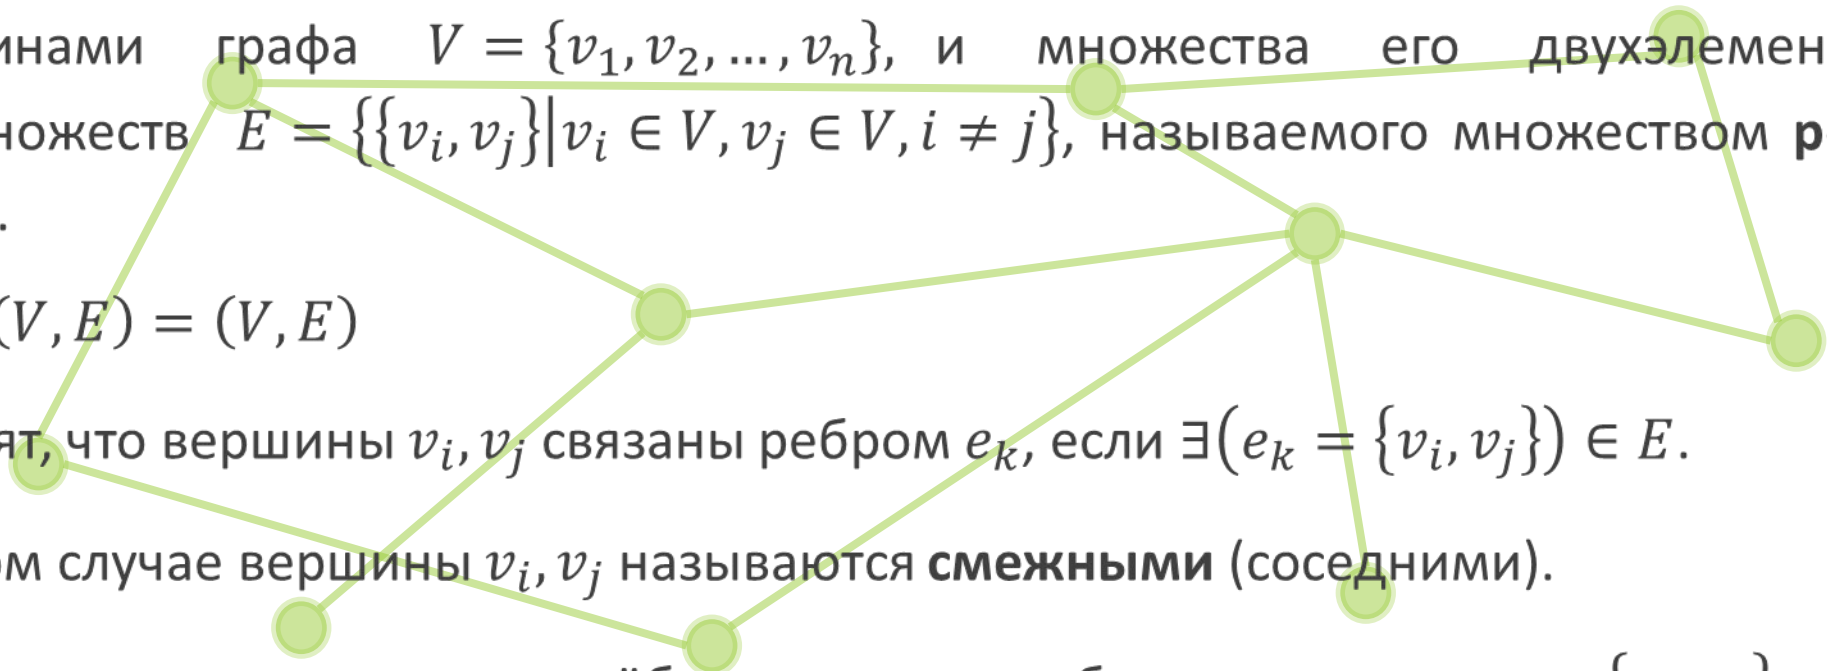 инами графа V = {v₁, v₂, …, vₙ}, и множества его двухэлемен
ножеств E = {{vᵢ, vⱼ}|vᵢ ∈ V, vⱼ ∈ V, i ≠ j}, называемого множеством р
.
(V, E) = (V, E)
ят, что вершины vᵢ, vⱼ связаны ребром eₖ, если ∃(eₖ = {vᵢ, vⱼ}) ∈ E.
ом случае вершины vᵢ, vⱼ называются смежными (соседними).